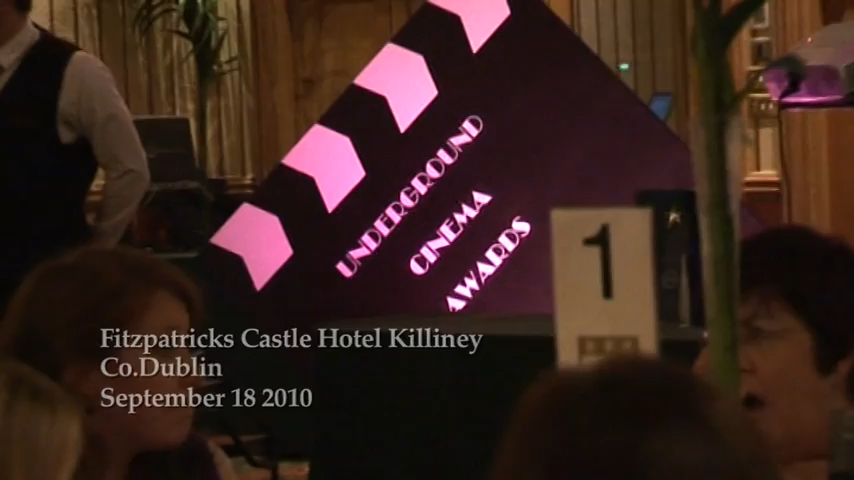 UNDERGROUND
CINEMA
AWARDS
1
Fitzpatricks Castle Hotel Killiney
Co.Dublin
September 18 2010